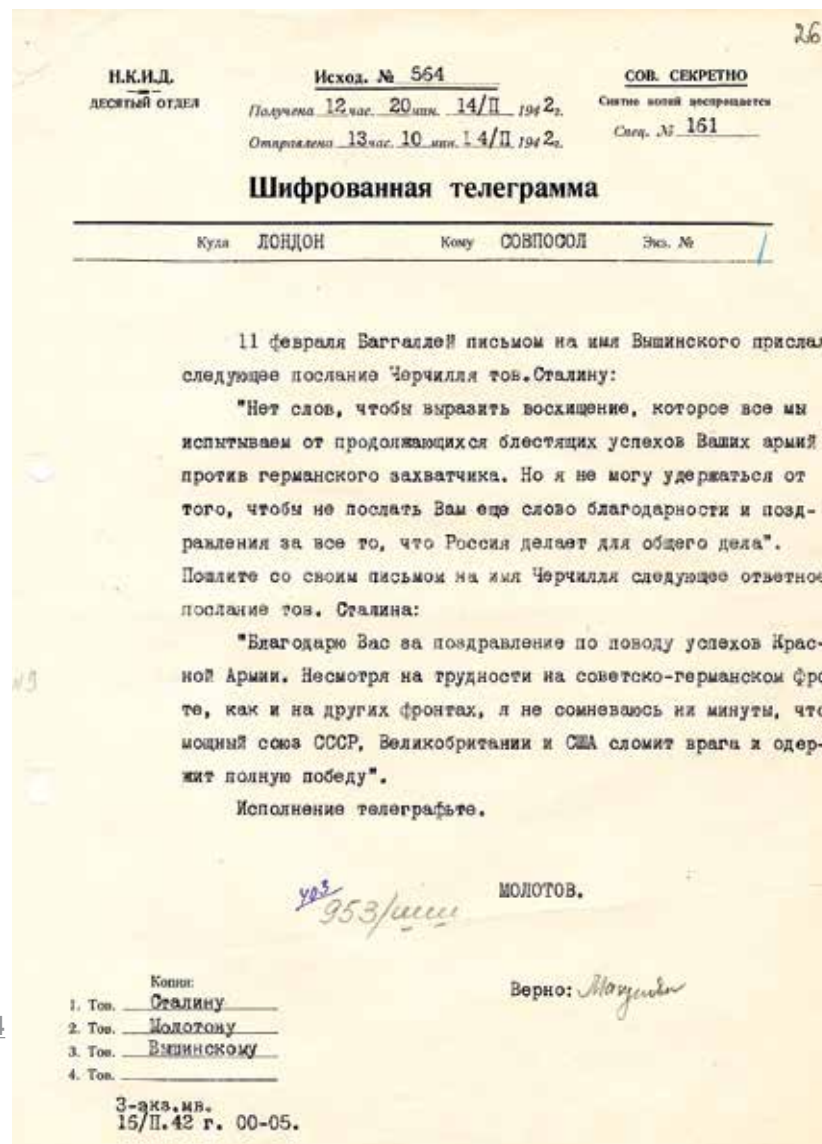 26
Н.К.И.Д.
ДЕСЯТЫЙ ОТДЕЛ
Исход. № 564
Получена 12 час. 20 мин. 14/II 1942г.
Отправлена 13 час. 10 мин. 14/II 1942г.
СОВ. СЕКРЕТНО
Снятие копий воспрещается
Спец. № 161
Шифрованная телеграмма
Куда ЛОНДОН Кому СОВПОСОЛ Экз. № 1
11 февраля Баггаллей письмом на имя Вышинского прислал
следующее послание Черчилля тов.Сталину:
"Нет слов, чтобы выразить восхищение, которое все мы
испытываем от продолжающихся блестящих успехов Ваших армий
против германского захватчика. Но я не могу удержаться от
того, чтобы не послать Вам еще слово благодарности и позд-
равления за все то, что Россия делает для общего дела".
Пошлите со своим письмом на имя Черчилля следующее ответное
послание тов. Сталина:
"Благодарю Вас за поздравление по поводу успехов Крас-
ной Армии. Несмотря на трудности на советско-германском фро
те, как и на других фронтах, я не сомневаюсь ни минуты, что
мощный союз СССР, Великобритании и США сломит врага и одер-
жит полную победу".
Исполнение телеграфьте.
МОЛОТОВ.
403
953/
Верно:
Копии:
1. Тов. Сталину
2. Тов. Молотову
3. Тов. Вышинскому
4. Тов.
4
3-экз.мв.
15/II.42 г. 00-05.